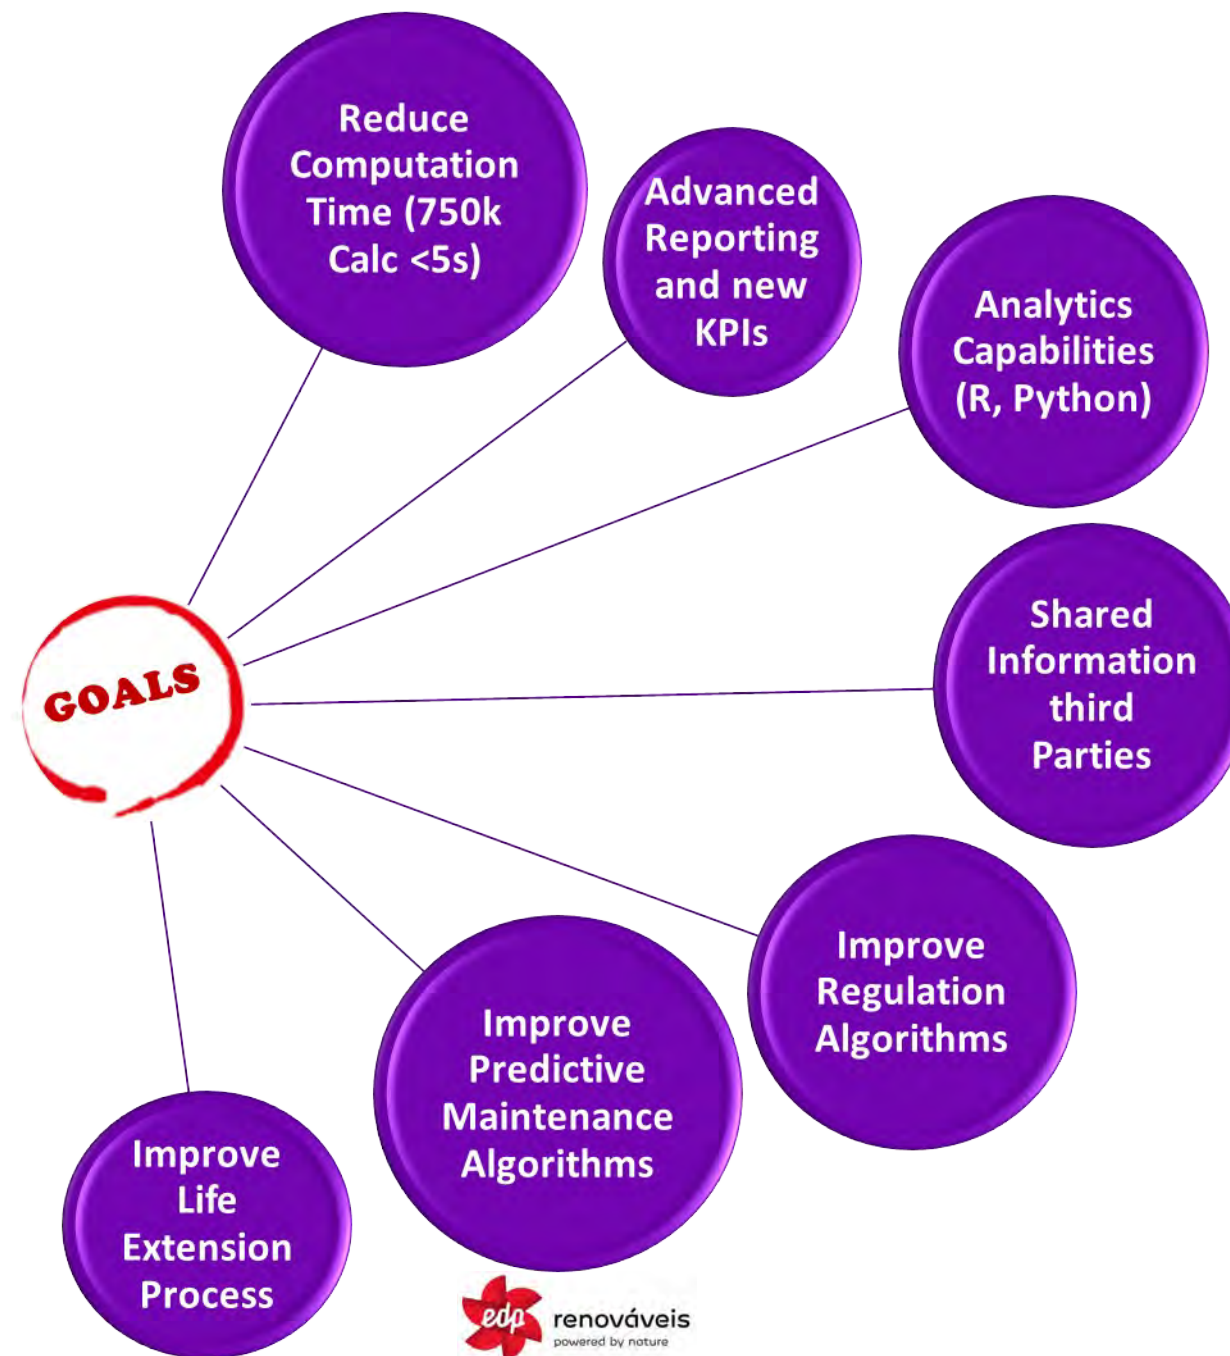 Reduce
Computation
Time (750k
Calc <5s)
Advanced
Reporting
and new
KPIs
Analytics
Capabilities
(R, Python)
Shared
Information
third
Parties
GOALS
Improve
Regulation
Algorithms
Improve
Predictive
Maintenance
Algorithms
Improve
Life
Extension
Process
edp renováveis
powered by nature